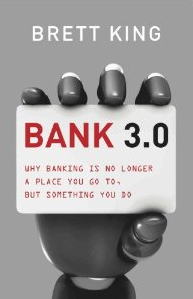 BRETT KING
BANK 3.0
WHY BANKING IS NO LONGER
A PLACE YOU GO TO,
BUT SOMETHING YOU DO